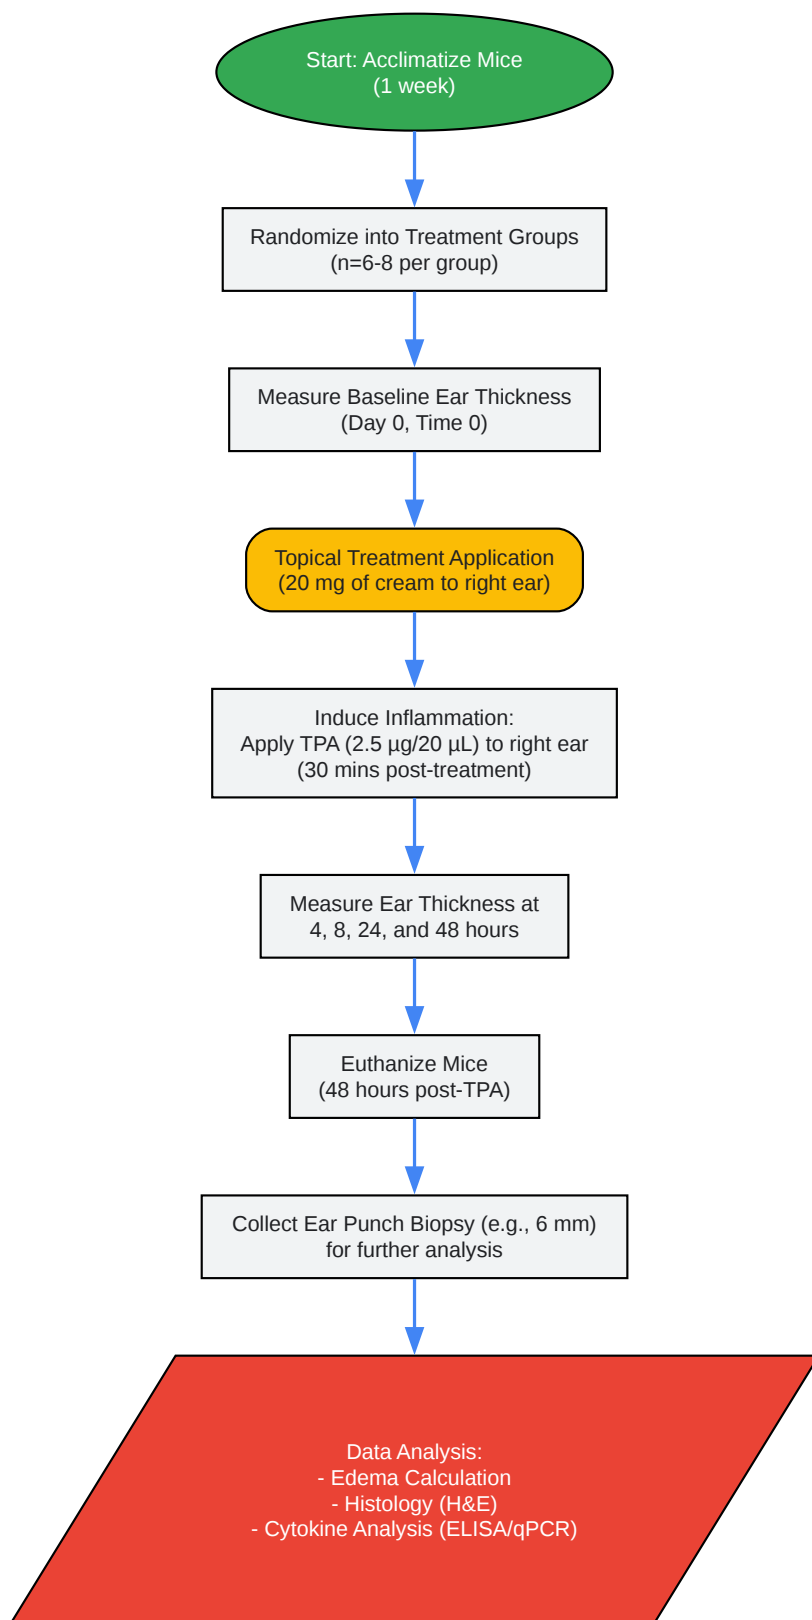 Start: Acclimatize Mice
(1 week)
Randomize into Treatment Groups
(n=6-8 per group)
Measure Baseline Ear Thickness
(Day 0, Time 0)
Topical Treatment Application
(20 mg of cream to right ear)
Induce Inflammation:
Apply TPA (2.5 µg/20 µL) to right ear
(30 mins post-treatment)
Measure Ear Thickness at
4, 8, 24, and 48 hours
Euthanize Mice
(48 hours post-TPA)
Collect Ear Punch Biopsy (e.g., 6 mm)
for further analysis
Data Analysis:
- Edema Calculation
- Histology (H&E)
- Cytokine Analysis (ELISA/qPCR)